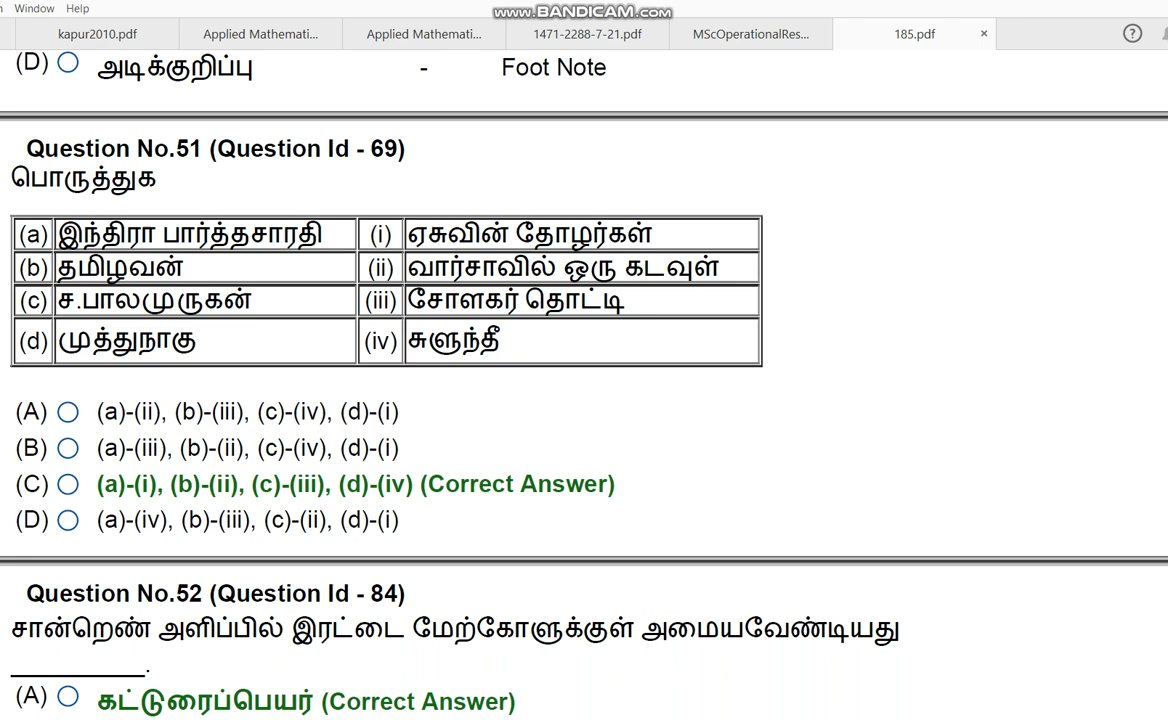 Window Help
www.BANDICAM.com
kapur2010.pdf Applied Mathemati... Applied Mathemati... 1471-2288-7-21.pdf MScOperationalRes... 185.pdf × ?
(D) அடிக்குறிப்பு - Foot Note
Question No.51 (Question Id - 69)
பொருத்துக
(a) இந்திரா பார்த்தசாரதி (i) ஏசுவின் தோழர்கள்
(b) தமிழவன் (ii) வார்சாவில் ஒரு கடவுள்
(c) ச.பாலமுருகன் (iii) சோளகர் தொட்டி
(d) முத்துநாகு (iv) சுளுந்தீ
(A) (a)-(ii), (b)-(iii), (c)-(iv), (d)-(i)
(B) (a)-(iii), (b)-(ii), (c)-(iv), (d)-(i)
(C) (a)-(i), (b)-(ii), (c)-(iii), (d)-(iv) (Correct Answer)
(D) (a)-(iv), (b)-(iii), (c)-(ii), (d)-(i)
Question No.52 (Question Id - 84)
சான்றெண் அளிப்பில் இரட்டை மேற்கோளுக்குள் அமையவேண்டியது
__________.
(A) கட்டுரைப்பெயர் (Correct Answer)